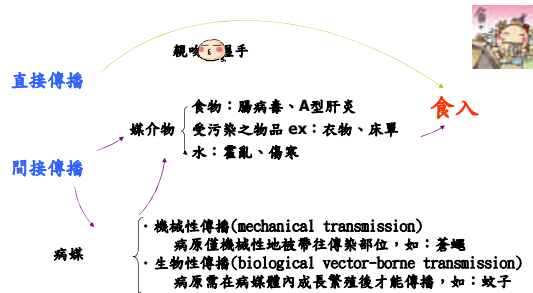 親 握手
直接傳播
食入
食物：腸病毒、A型肝炎
媒介物
受污染之物品 ex：衣物、床罩
水：霍亂、傷寒
間接傳播
・機械性傳播(mechanical transmission)
病原僅機械性地被帶往傳染部位，如：蒼蠅
病媒
・生物性傳播(biological vector-borne transmission)
病原需在病媒體內成長繁殖後才能傳播，如：蚊子